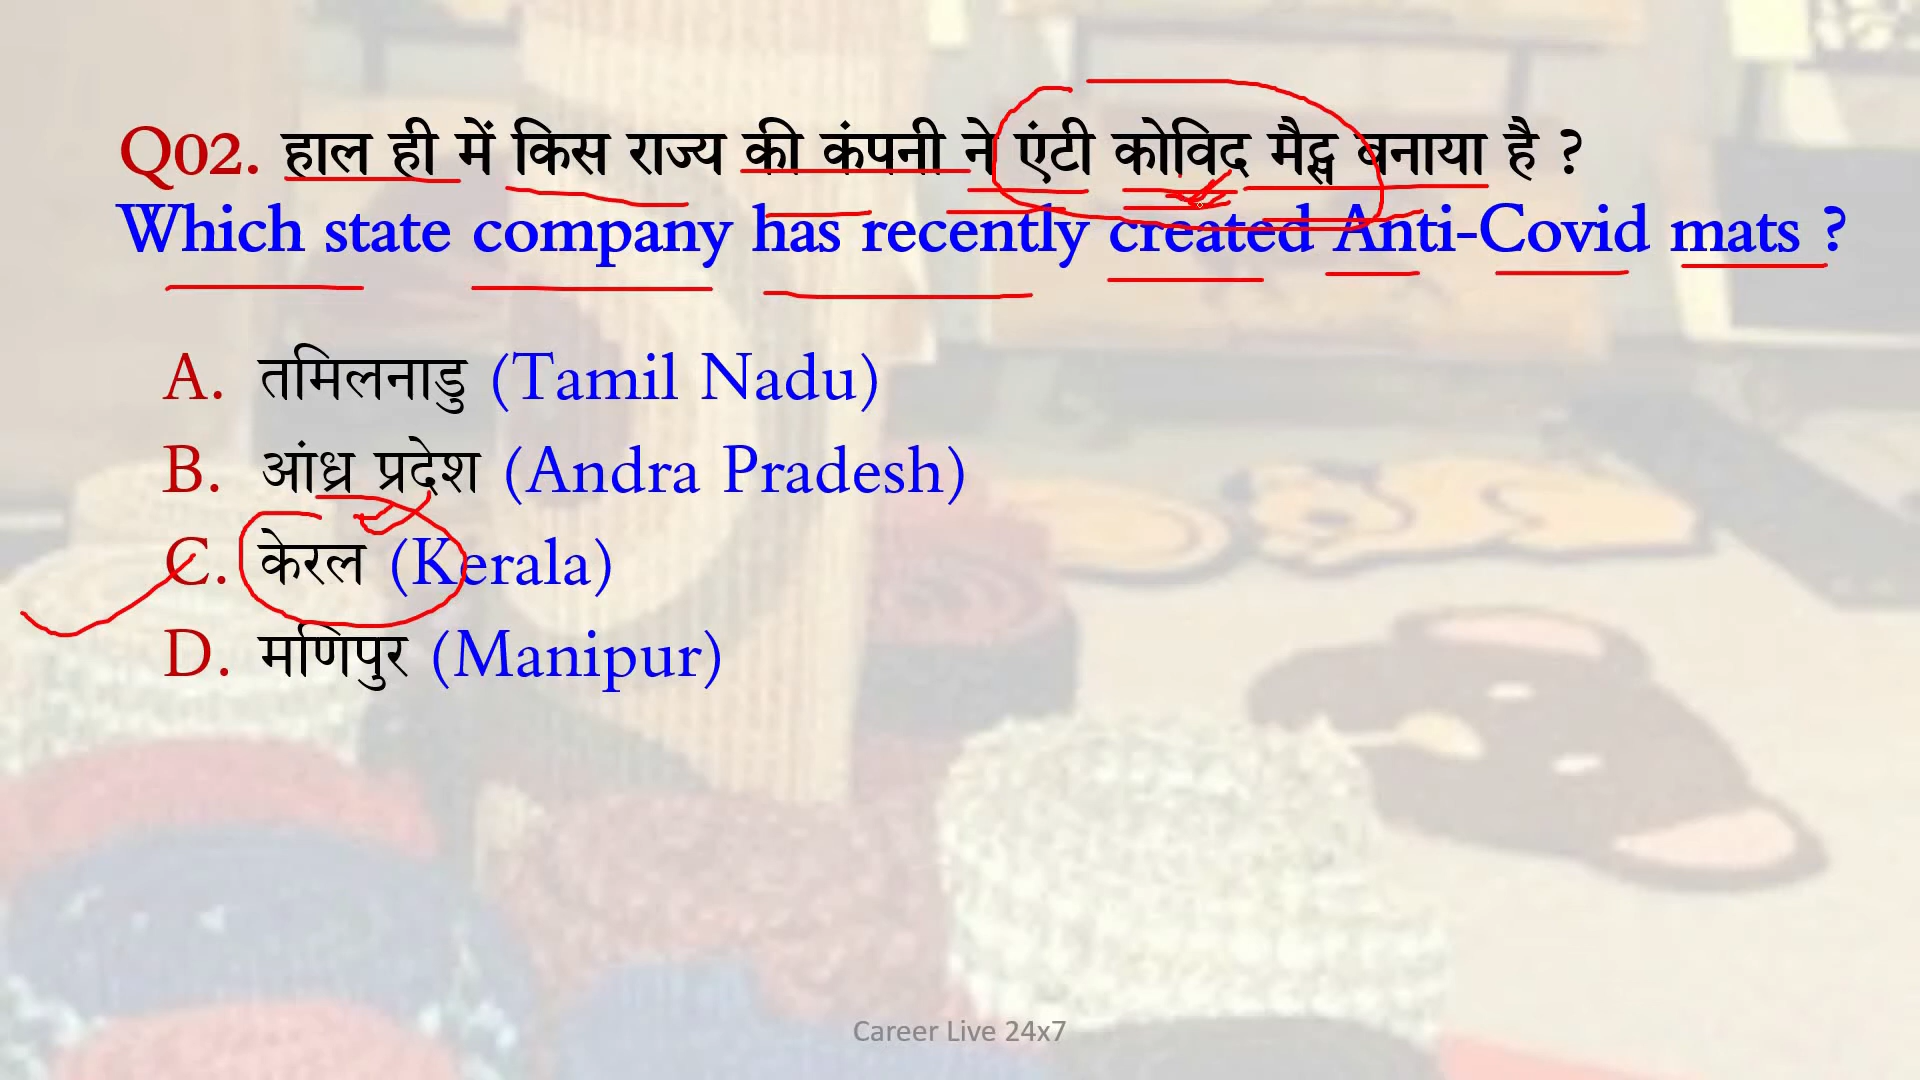 Q02. हाल ही में किस राज्य की कंपनी ने एंटी कोविद मैट्स बनाया है ?
Which state company has recently created Anti-Covid mats ?
A. तमिलनाडु (Tamil Nadu)
B. आंध्र प्रदेश (Andra Pradesh)
C. केरल (Kerala)
D. मणिपुर (Manipur)
Career Live 24x7